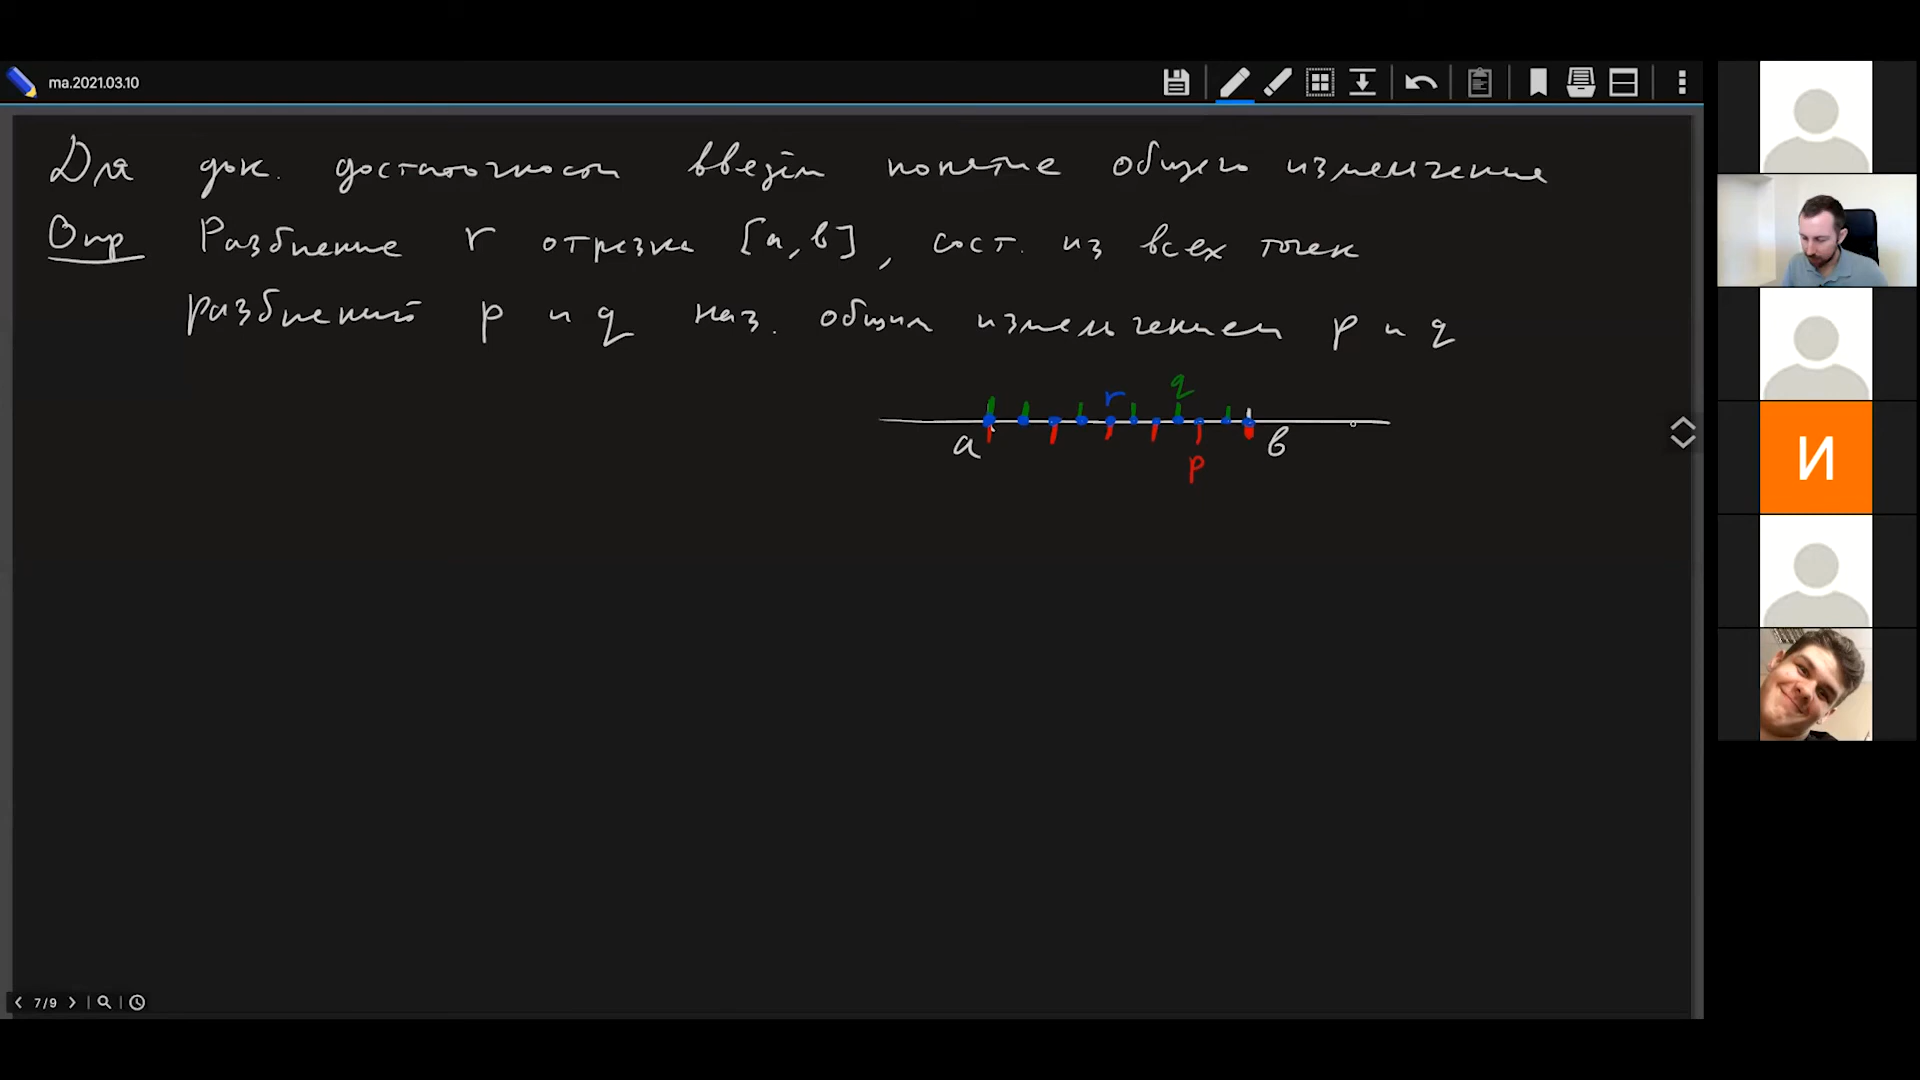 ma.2021.03.10
Для док. достаточности введём понятие общего измельчения
Опр Разбиение r отрезка [a, b], сост. из всех точек
разбиений p и q наз. общим измельчением p и q
r q
a b
p
И
7/9